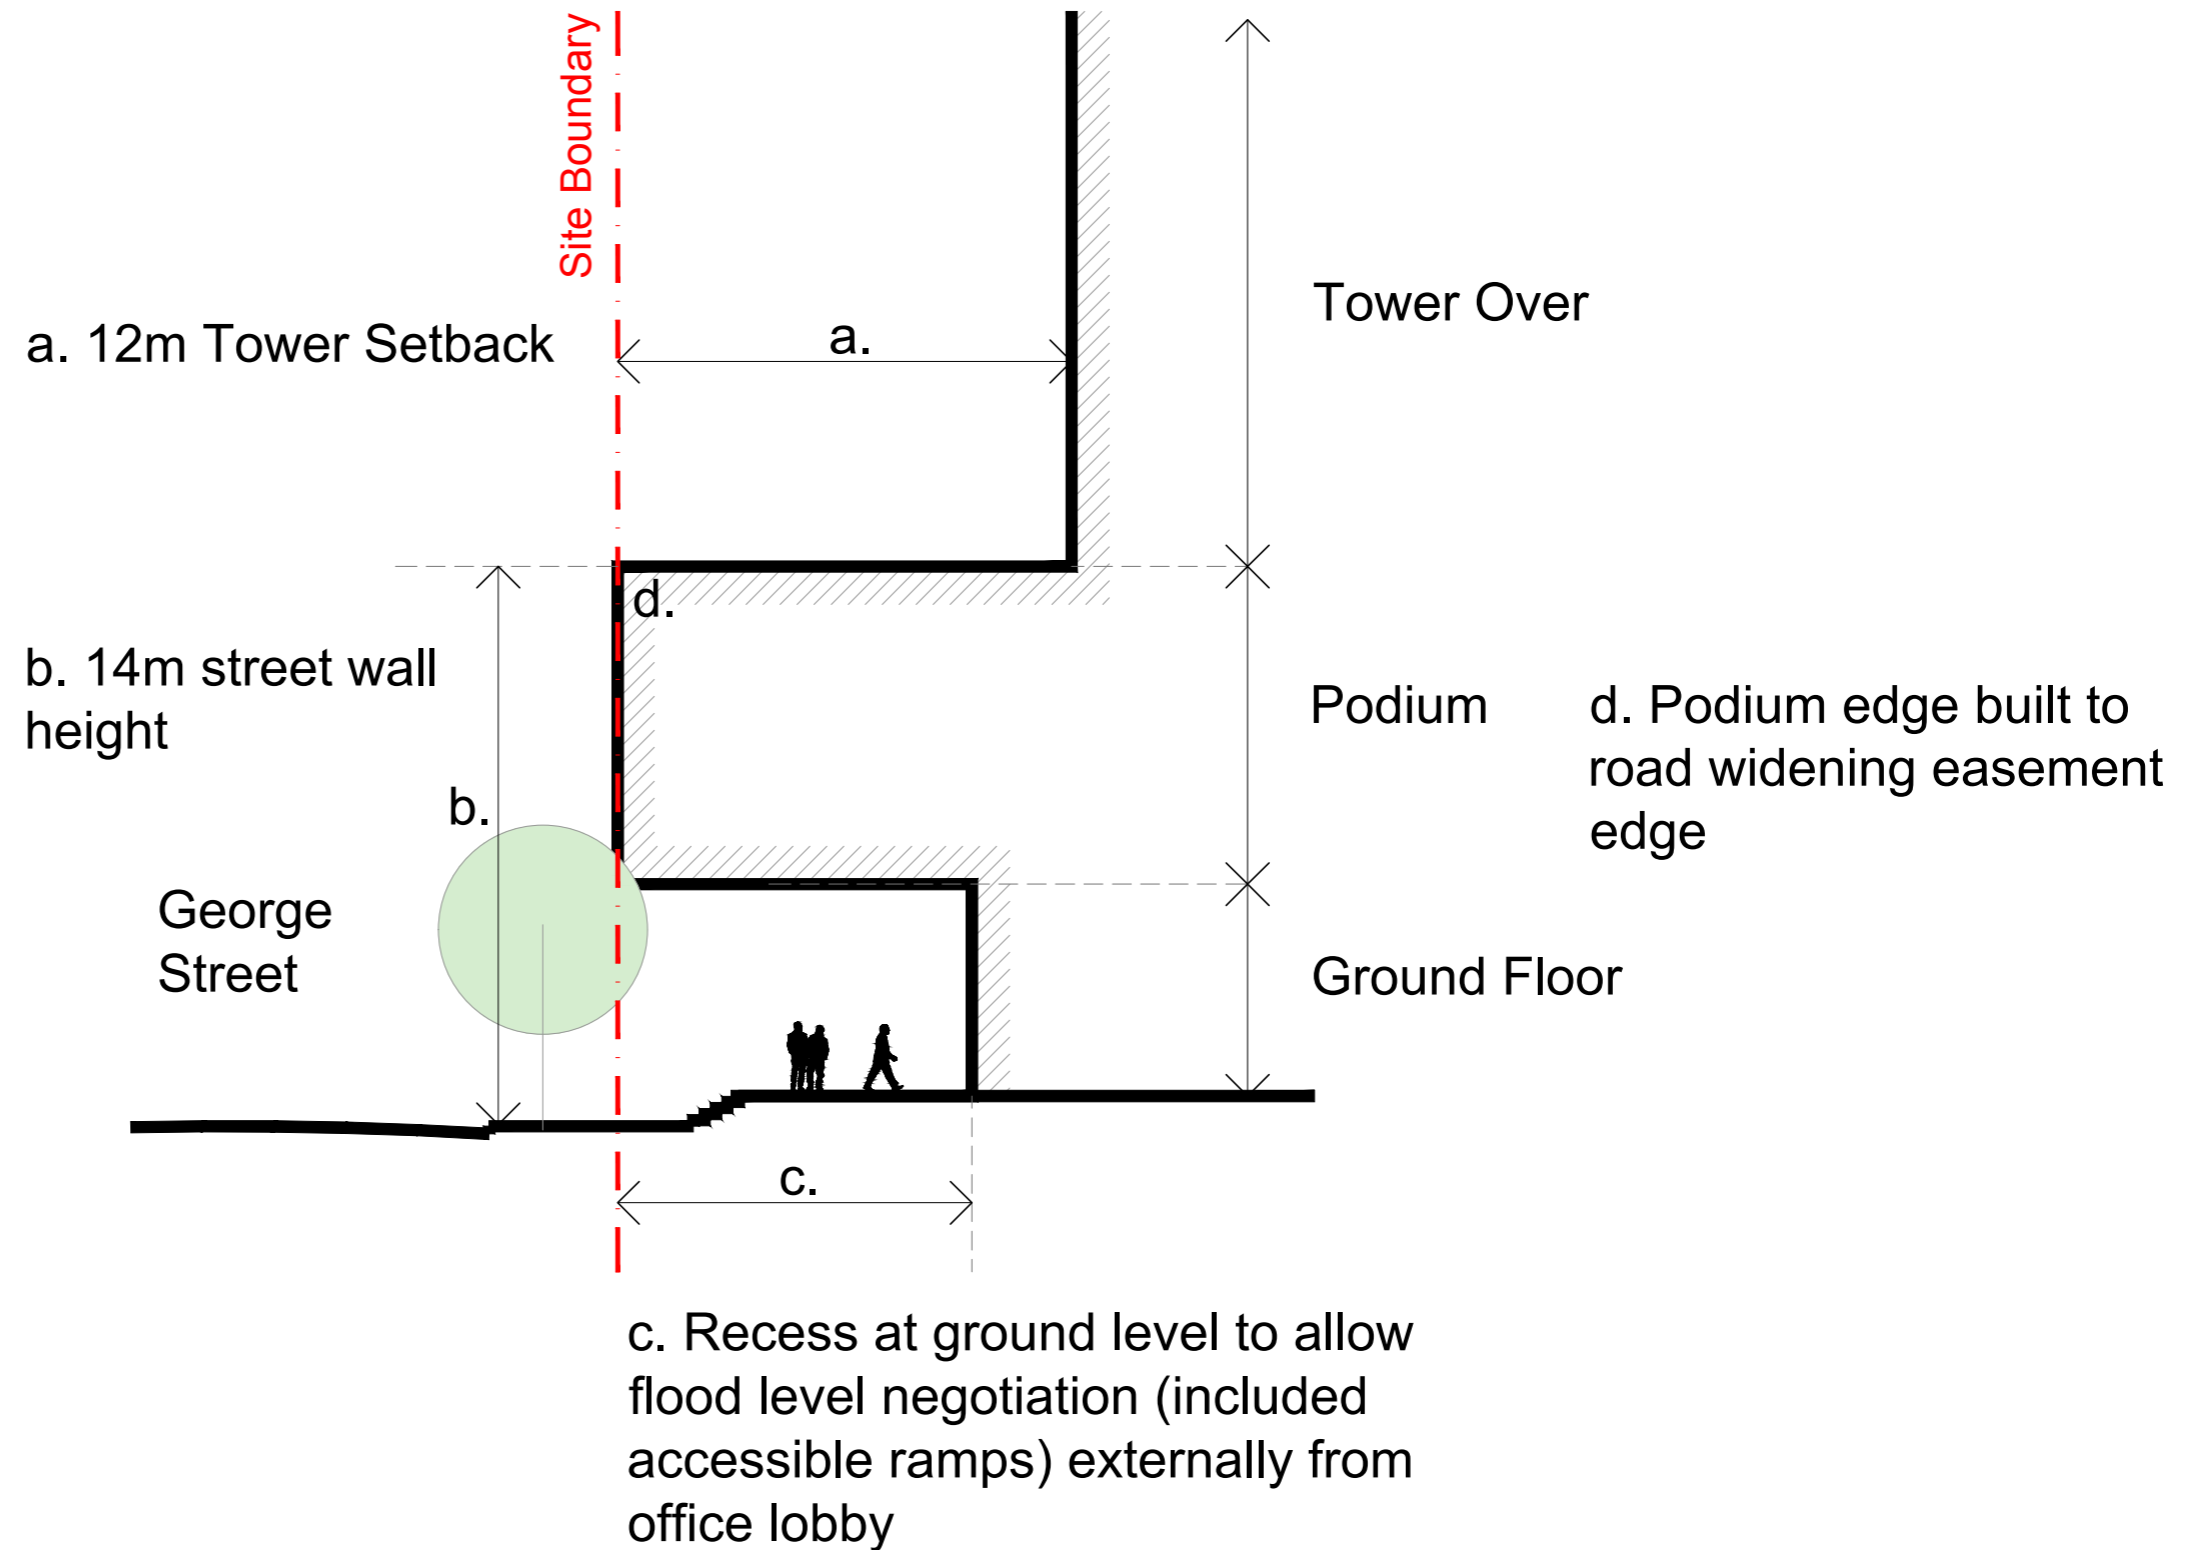 Site Boundary
a. 12m Tower Setback
a.
Tower Over
d.
b. 14m street wall
height
b.
Podium
d. Podium edge built to
road widening easement
edge
George
Street
Ground Floor
c.
c. Recess at ground level to allow
flood level negotiation (included
accessible ramps) externally from
office lobby